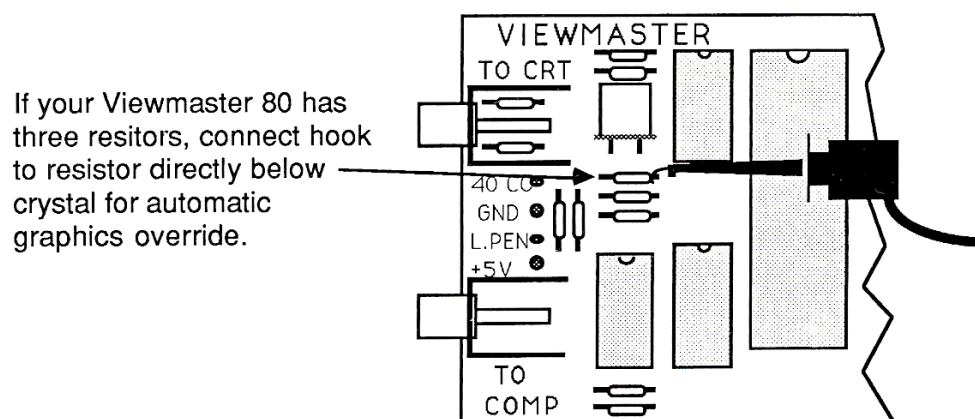 VIEWMASTER
TO CRT
If your Viewmaster 80 has
three resitors, connect hook
to resistor directly below
crystal for automatic
graphics override.
40 CO
GND
L.PEN
+5V
TO
COMP